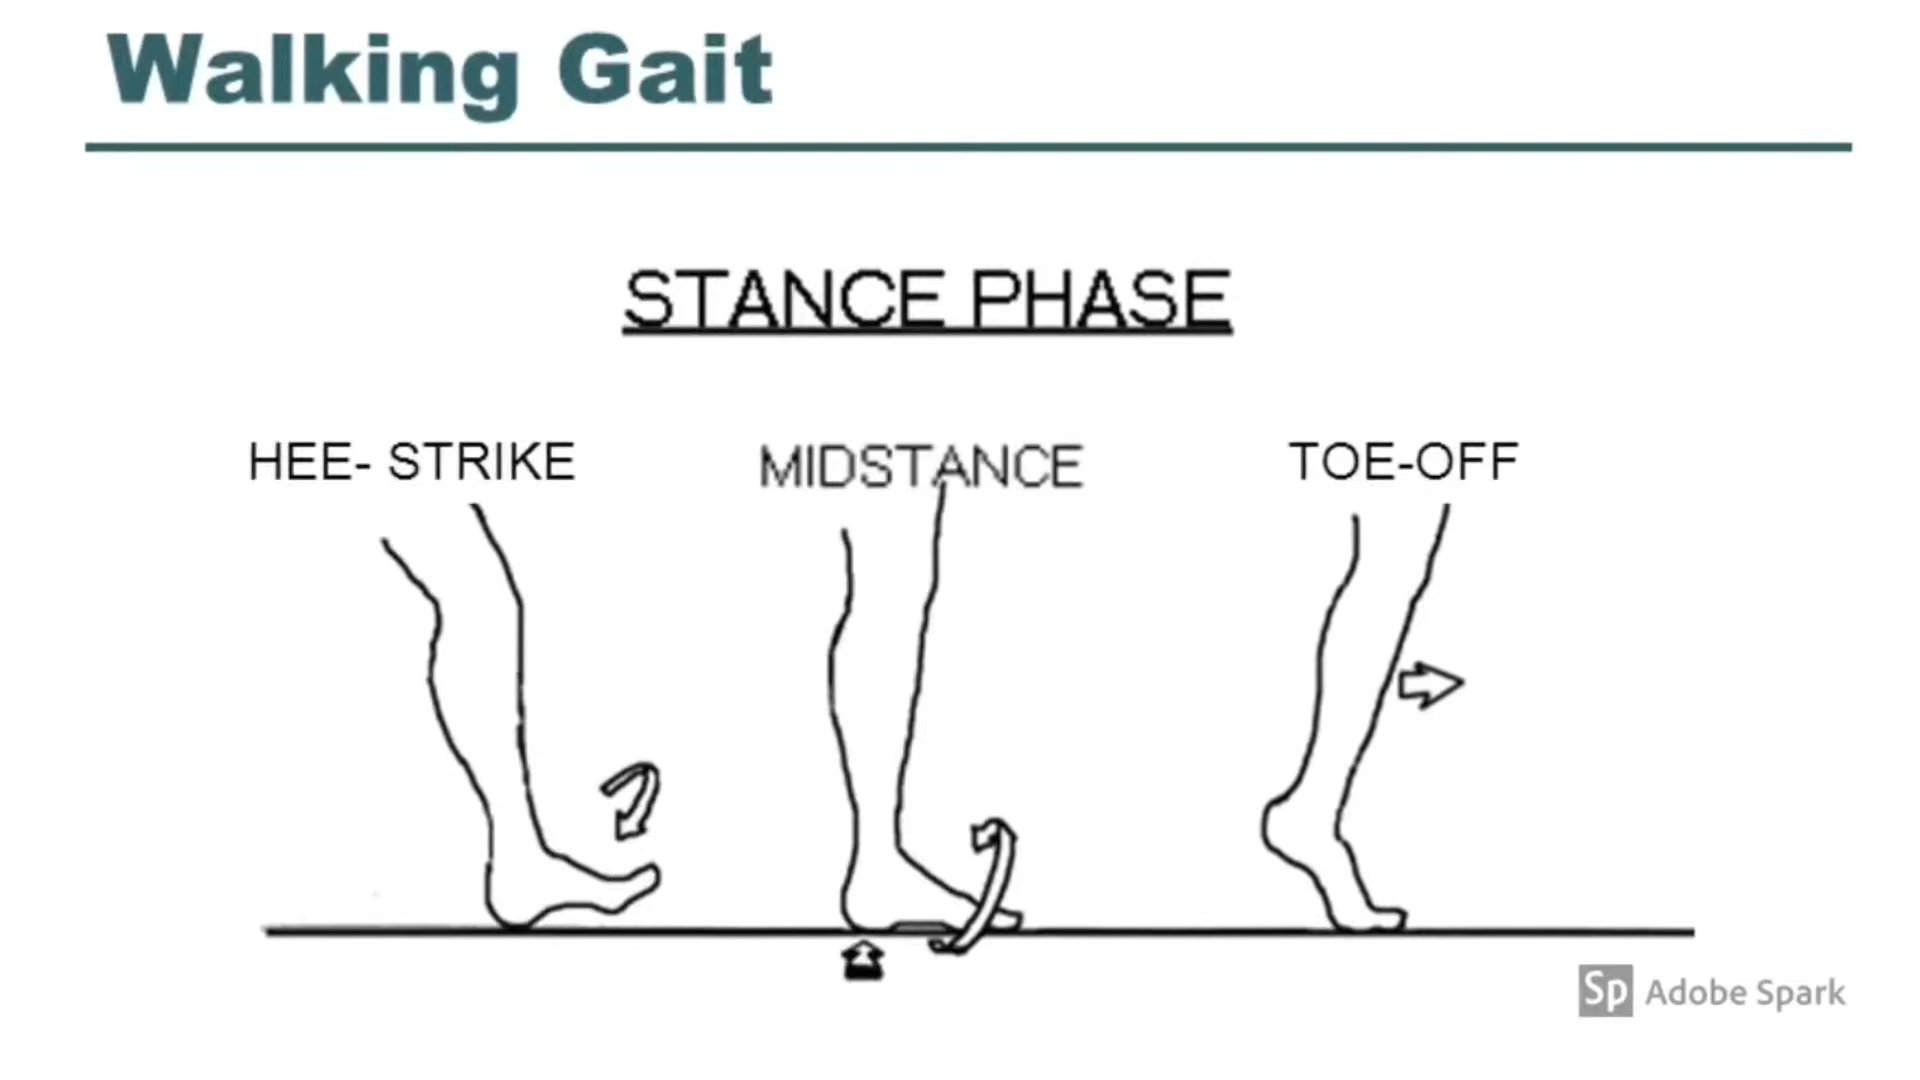 Walking Gait
STANCE PHASE
HEE- STRIKE
MIDSTANCE
TOE-OFF
Sp Adobe Spark